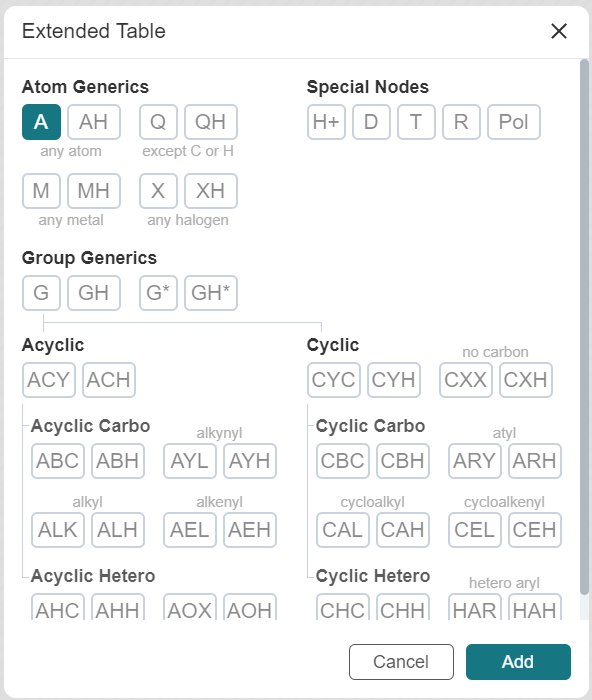 Extended Table
Atom Generics
A AH Q QH
any atom except C or H
M MH X XH
any metal any halogen
Special Nodes
H+ D T R Pol
Group Generics
G GH G* GH*
Acyclic
ACY ACH
Acyclic Carbo
alkynyl
ABC ABH AYL AYH
alkyl alkenyl
ALK ALH AEL AEH
Acyclic Hetero
AHC AHH AOX AOH
Cyclic
no carbon
CYC CYH CXX CXH
Cyclic Carbo
atyl
CBC CBH ARY ARH
cycloalkyl cycloalkenyl
CAL CAH CEL CEH
Cyclic Hetero
hetero aryl
CHC CHH HAR HAH
Cancel Add